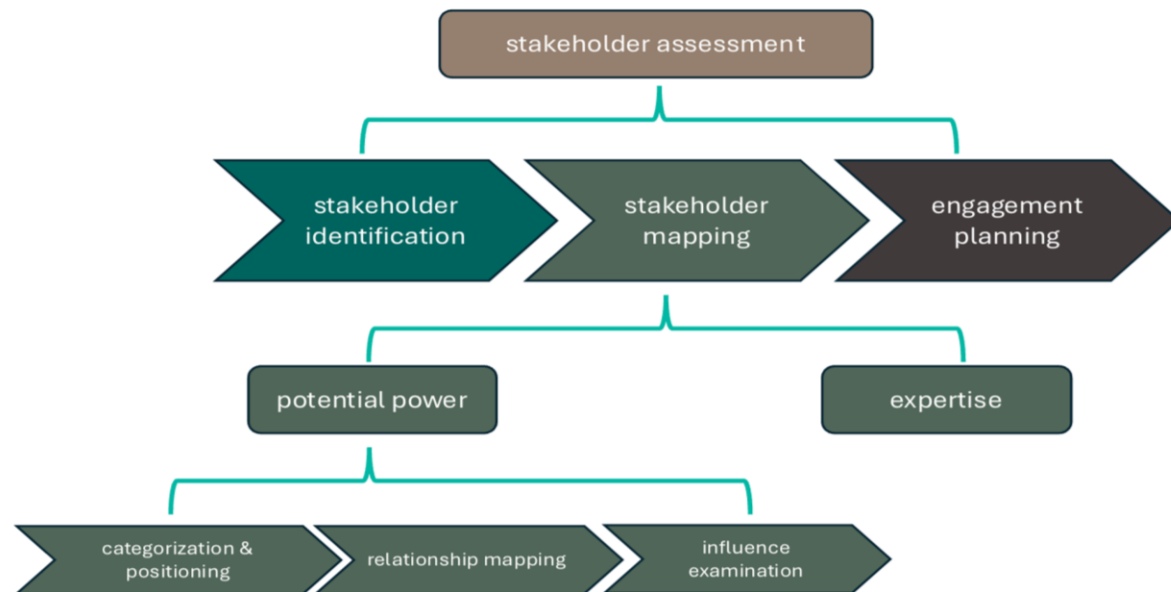 stakeholder assessment
stakeholder
identification
stakeholder
mapping
engagement
planning
potential power
expertise
categorization &
positioning
relationship mapping
influence
examination